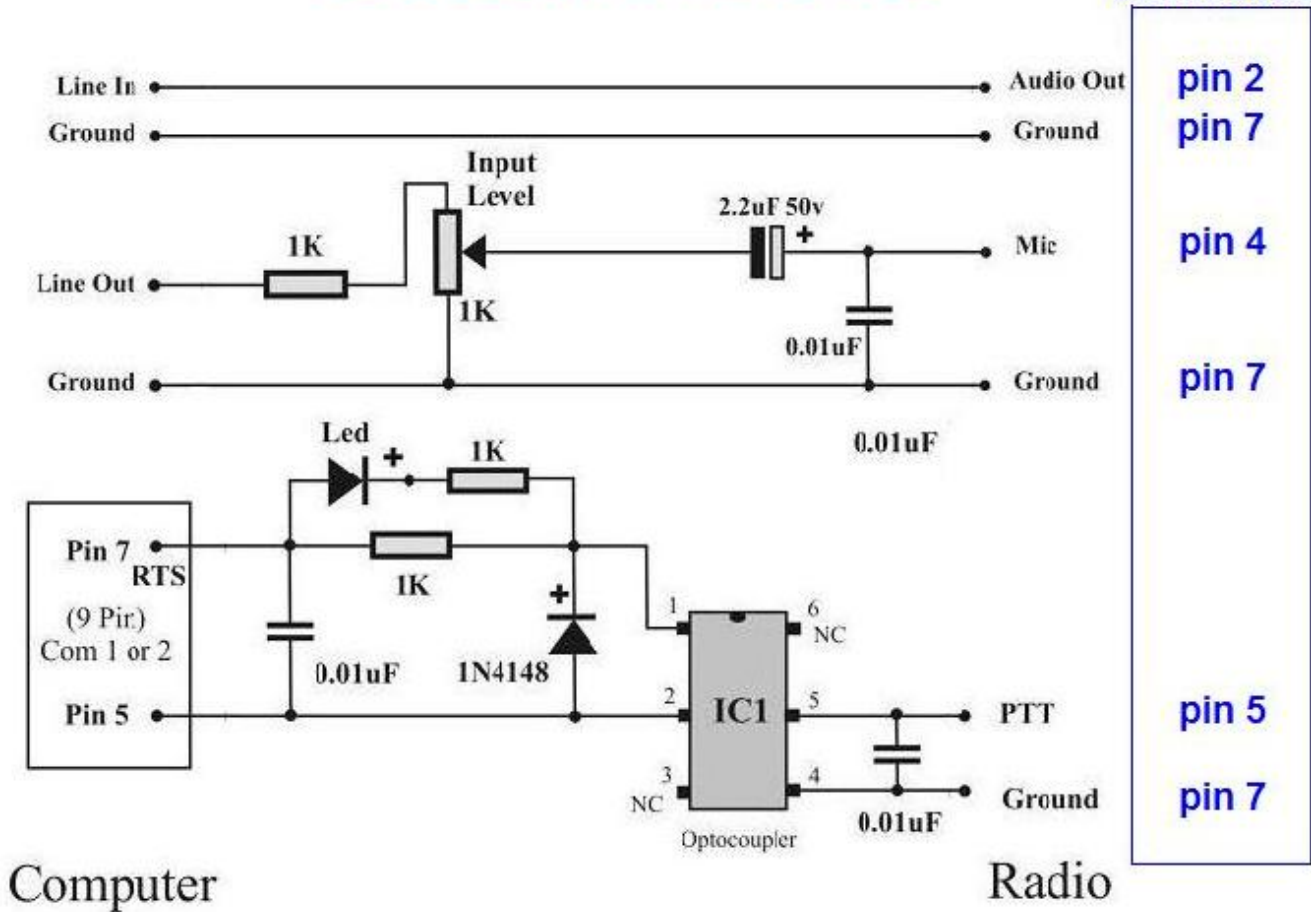 Line In
Audio Out
pin 2
Ground
Ground
pin 7
Input
Level
2.2uF 50v
+
1K
Mic
pin 4
Line Out
1K
0.01uF
Ground
Ground
pin 7
0.01uF
Led
+
1K
Pin 7
RTS
1K
+
(9 Pin)
Com 1 or 2
0.01uF
1N4148
1
6
NC
Pin 5
2
IC1
5
PTT
pin 5
3
NC
4
Ground
pin 7
0.01uF
Optocoupler
Computer
Radio